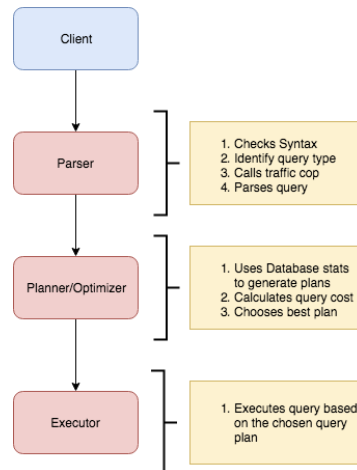 Client
Parser
1. Checks Syntax
2. Identify query type
3. Calls traffic cop
4. Parses query
Planner/Optimizer
1. Uses Database stats
to generate plans
2. Calculates query cost
3. Chooses best plan
Executor
1. Executes query based
on the chosen query
plan